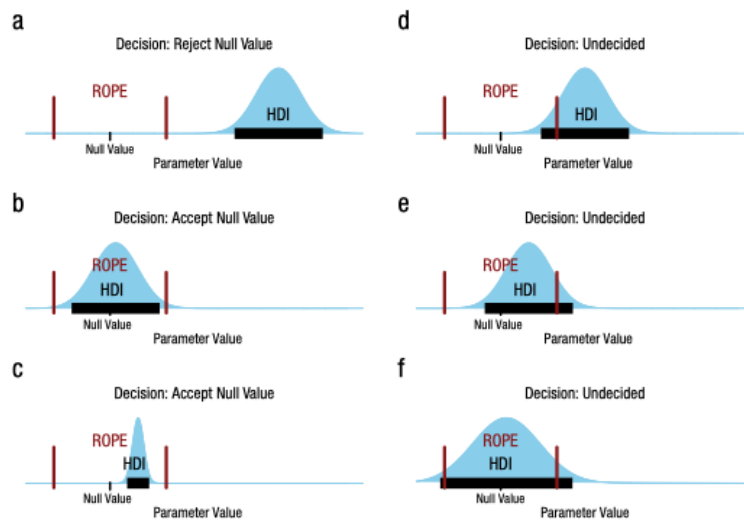 a
Decision: Reject Null Value
ROPE
HDI
Null Value
Parameter Value
b
Decision: Accept Null Value
ROPE
HDI
Null Value
Parameter Value
c
Decision: Accept Null Value
ROPE
HDI
Null Value
Parameter Value
d
Decision: Undecided
ROPE
HDI
Null Value
Parameter Value
e
Decision: Undecided
ROPE
HDI
Null Value
Parameter Value
f
Decision: Undecided
ROPE
HDI
Null Value
Parameter Value